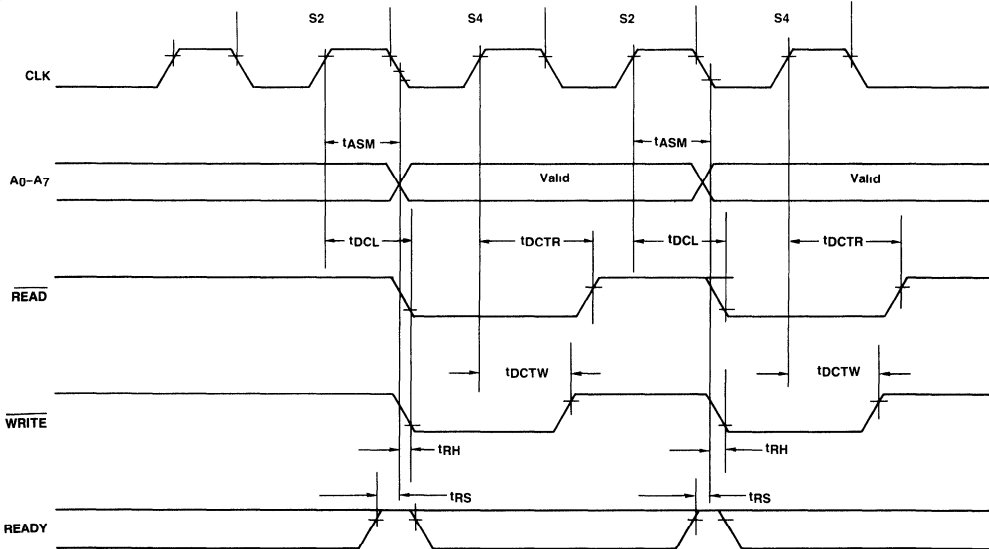 S2 S4 S2 S4
CLK
tASM tASM
A0–A7 Valid Valid
tDCL tDCTR tDCL tDCTR
READ
tDCTW tDCTW
WRITE
tRH tRH
tRS tRS
READY